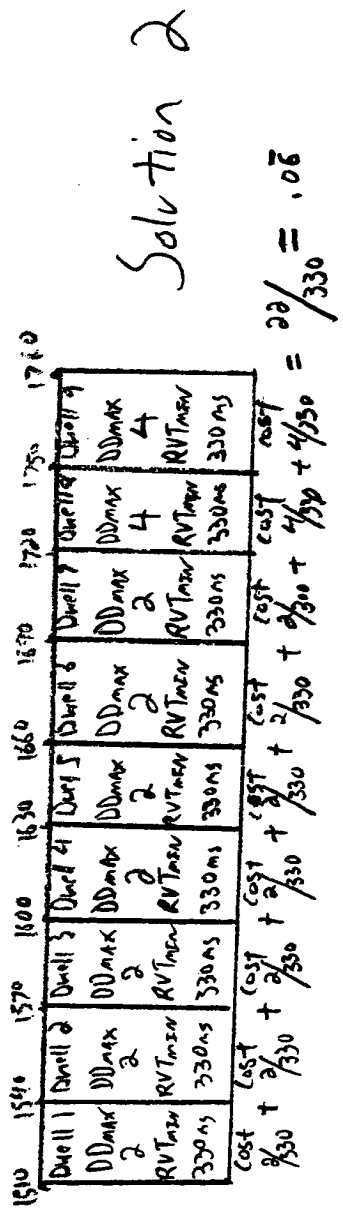 Solution 2
1510 1540 1570 1600 1630 1660 1690 1720 1750
Dwell 1 Dwell 2 Dwell 3 Dwell 4 Dwell 5 Dwell 6 Dwell 7 Dwell 8 Dwell 9
DDMAX DDMAX DDMAX DDMAX DDMAX DDMAX DDMAX DDMAX DDMAX
2 2 2 2 2 2 2 4 4
RVTMIN RVTMIN RVTMIN RVTMIN RVTMIN RVTMIN RVTMIN RVTMIN RVTMIN
330ms 330ms 330ms 330ms 330ms 330ms 330ms 330ms 330ms
Cost Cost Cost Cost Cost Cost Cost Cost Cost
2/330 + 2/330 + 2/330 + 2/330 + 2/330 + 2/330 + 2/300 + 4/330 + 4/330 = 22/330 = .06̅